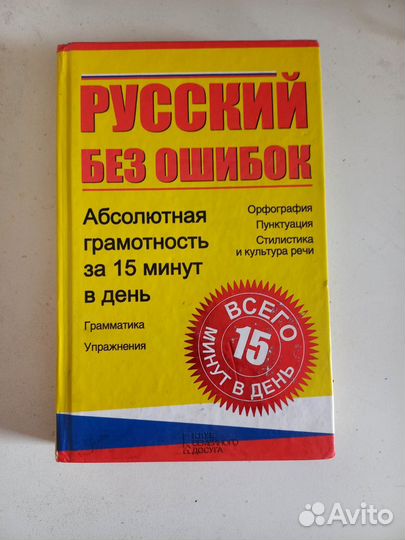 РУССКИЙ
БЕЗ ОШИБОК
Абсолютная
грамотность
за 15 минут
в день
Орфография
Пунктуация
Стилистика
и культура речи
Грамматика
Упражнения
ВСЕГО
15
МИНУТ В ДЕНЬ
КЛУБ
СЕМЕЙНОГО
ДОСУГА
Avito